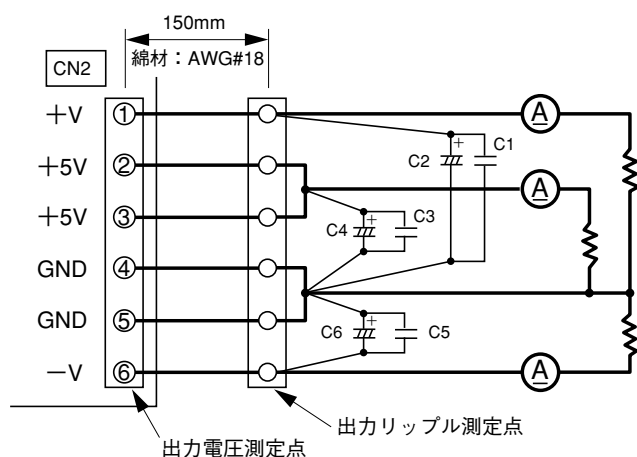 150mm
綿材：AWG#18
CN2
+V ①
+5V ②
+5V ③
GND ④
GND ⑤
−V ⑥
A
A
A
+
C2
C1
+
C4
C3
+
C6
C5
出力リップル測定点
出力電圧測定点